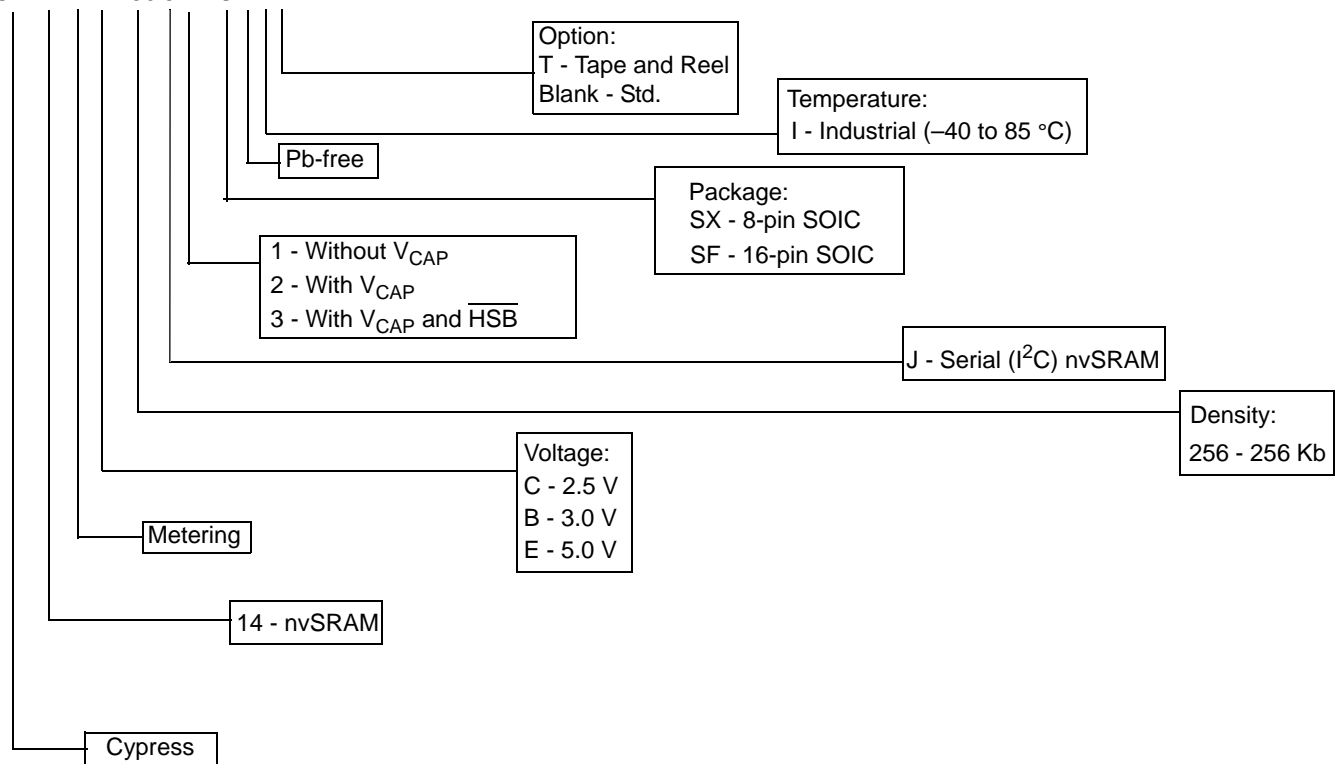 Option:
T - Tape and Reel
Blank - Std.
Temperature:
I - Industrial (–40 to 85 °C)
Pb-free
Package:
SX - 8-pin SOIC
SF - 16-pin SOIC
1 - Without VCAP
2 - With VCAP
3 - With VCAP and HSB
J - Serial (I2C) nvSRAM
Density:
256 - 256 Kb
Voltage:
C - 2.5 V
B - 3.0 V
E - 5.0 V
Metering
14 - nvSRAM
Cypress